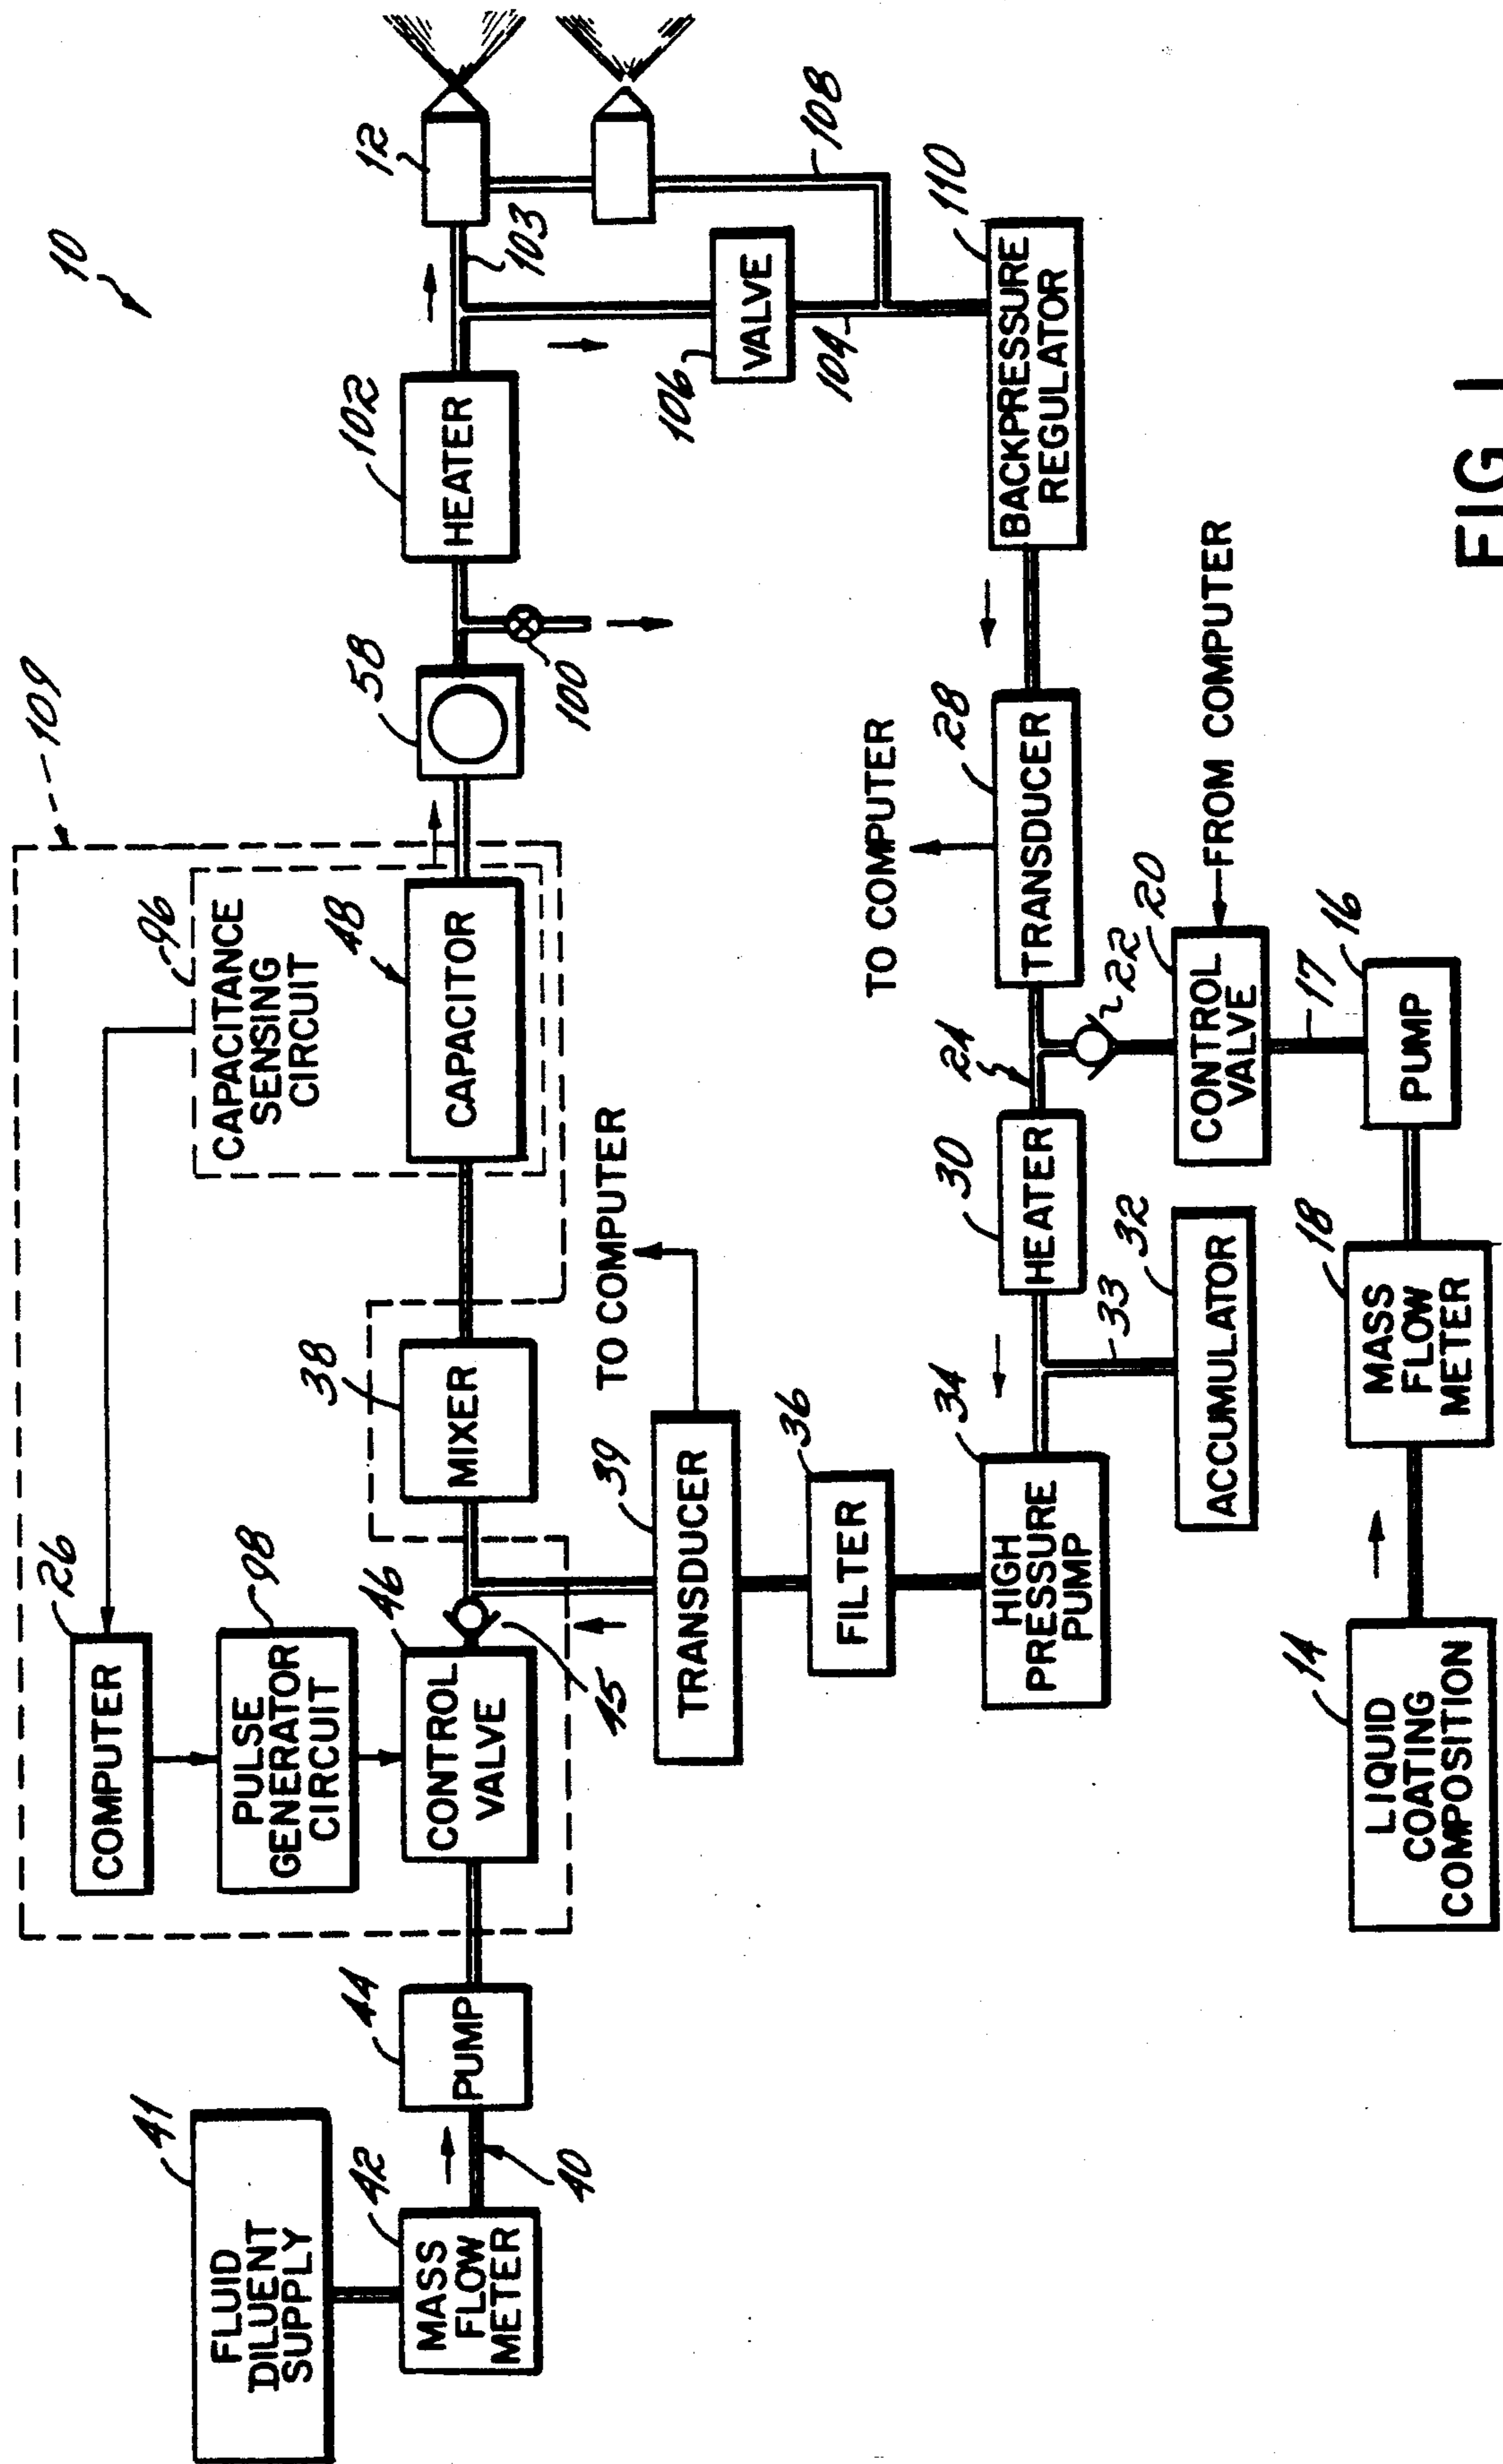 10
109
96
CAPACITANCE
SENSING
CIRCUIT
26
COMPUTER
98
PULSE
GENERATOR
CIRCUIT
46
CONTROL
VALVE
45
38
MIXER
48
CAPACITOR
58
100
102
HEATER
103
12
41
FLUID
DILUENT
SUPPLY
42
MASS
FLOW
METER
40
44
PUMP
39
TRANSDUCER
TO COMPUTER
36
FILTER
34
HIGH
PRESSURE
PUMP
33
32
ACCUMULATOR
30
HEATER
24
22
28
TRANSDUCER
TO COMPUTER
106
VALVE
104
108
110
BACKPRESSURE
REGULATOR
14
LIQUID
COATING
COMPOSITION
18
MASS
FLOW
METER
16
PUMP
17
20
CONTROL
VALVE
FROM COMPUTER
FIG 1